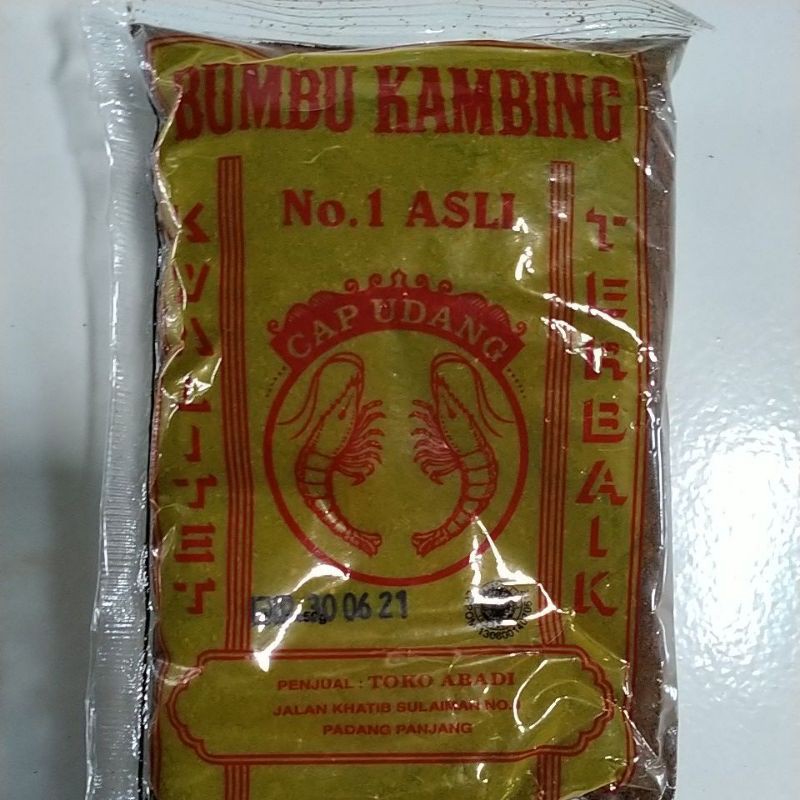 BUMBU KAMBING
No.1 ASLI
KWALITET
TERBAIK
CAP UDANG
EXP 30 06 21
PENJUAL : TOKO ABADI
JALAN KHATIB SULAIMAN NO.
PADANG PANJANG